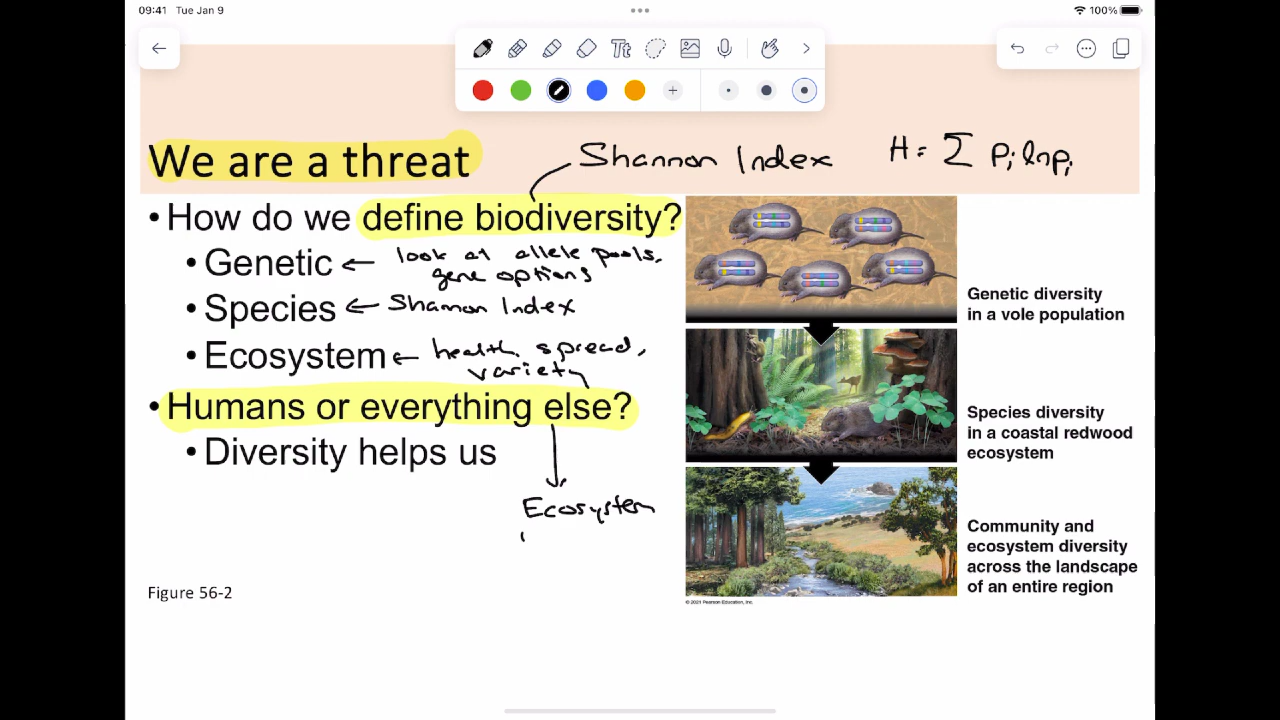 09:41 Tue Jan 9
100%
Tt
We are a threat
Shannon Index
H = Σ pi ln pi
• How do we define biodiversity?
• Genetic
look at allele pools,
gene options
• Species
Shannon Index
• Ecosystem
health, spread,
variety
• Humans or everything else?
• Diversity helps us
Ecosystem
Figure 56-2
Genetic diversity
in a vole population
Species diversity
in a coastal redwood
ecosystem
Community and
ecosystem diversity
across the landscape
of an entire region
© 2021 Pearson Education, Inc.